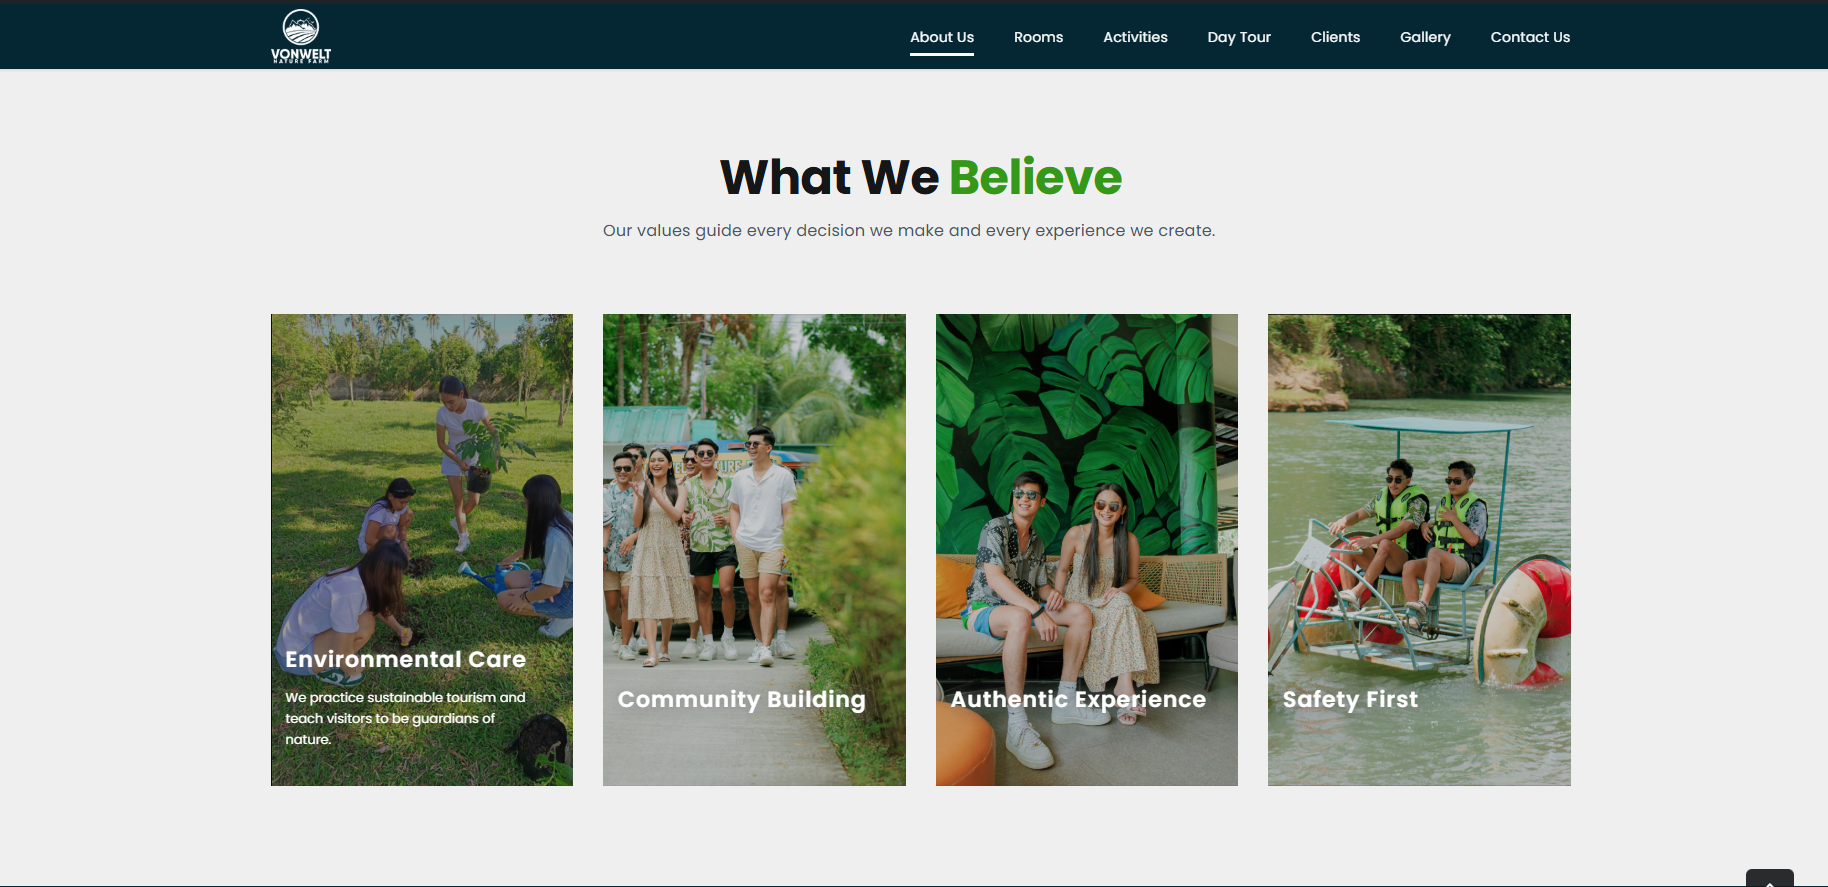 VONWELT
NATURE FARM
About Us
Rooms
Activities
Day Tour
Clients
Gallery
Contact Us
What We Believe
Our values guide every decision we make and every experience we create.
Environmental Care
We practice sustainable tourism and
teach visitors to be guardians of
nature.
Community Building
Authentic Experience
Safety First